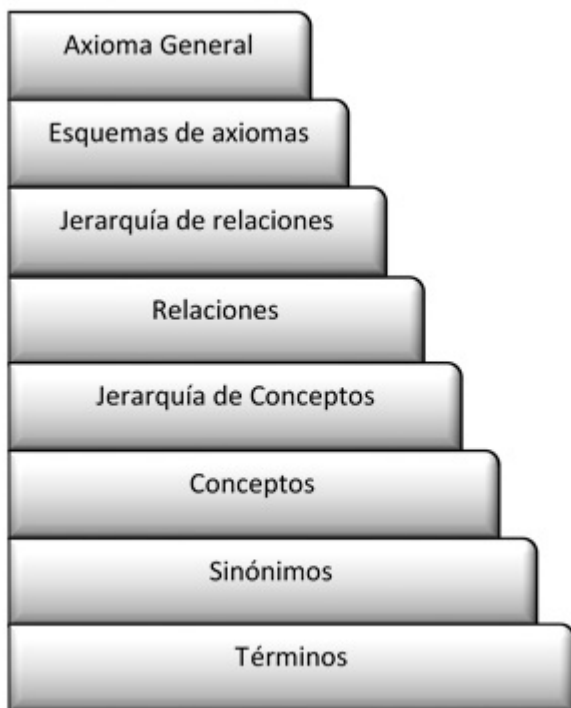 Axioma General
Esquemas de axiomas
Jerarquía de relaciones
Relaciones
Jerarquía de Conceptos
Conceptos
Sinónimos
Términos